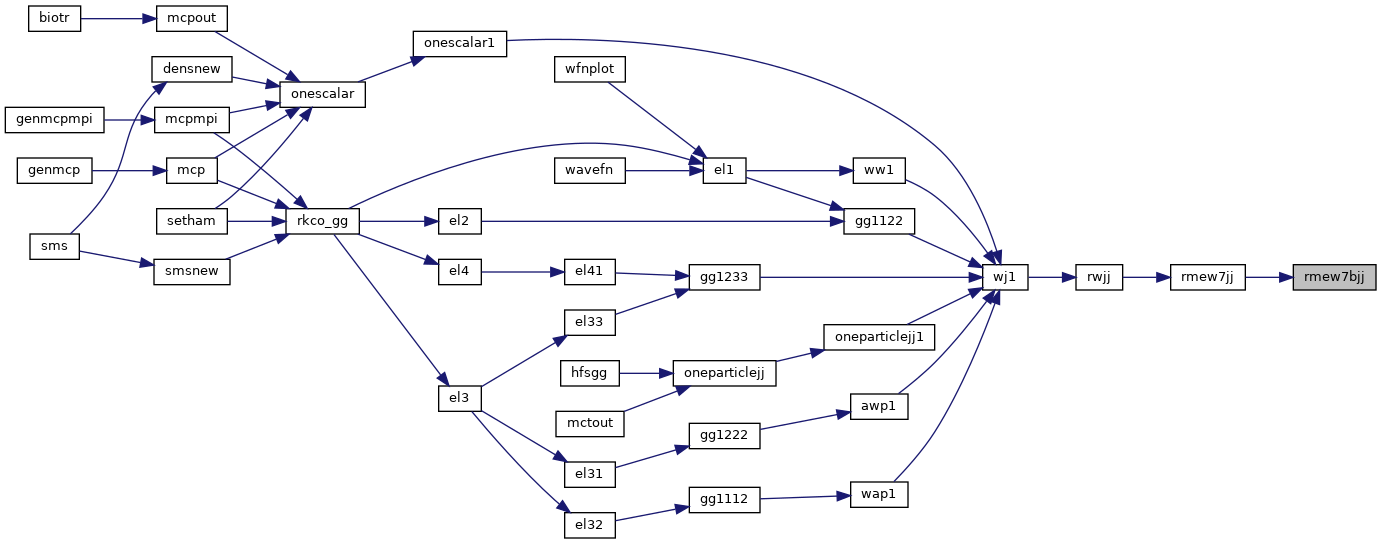 biotr
mcpout
onescalar1
densnew
wfnplot
onescalar
genmcpmpi
mcpmpi
genmcp
mcp
wavefn
el1
ww1
setham
rkco_gg
el2
gg1122
sms
smsnew
el4
el41
gg1233
wj1
rwjj
rmew7jj
rmew7bjj
el33
oneparticlejj1
hfsgg
oneparticlejj
el3
awp1
mctout
gg1222
el31
wap1
gg1112
el32